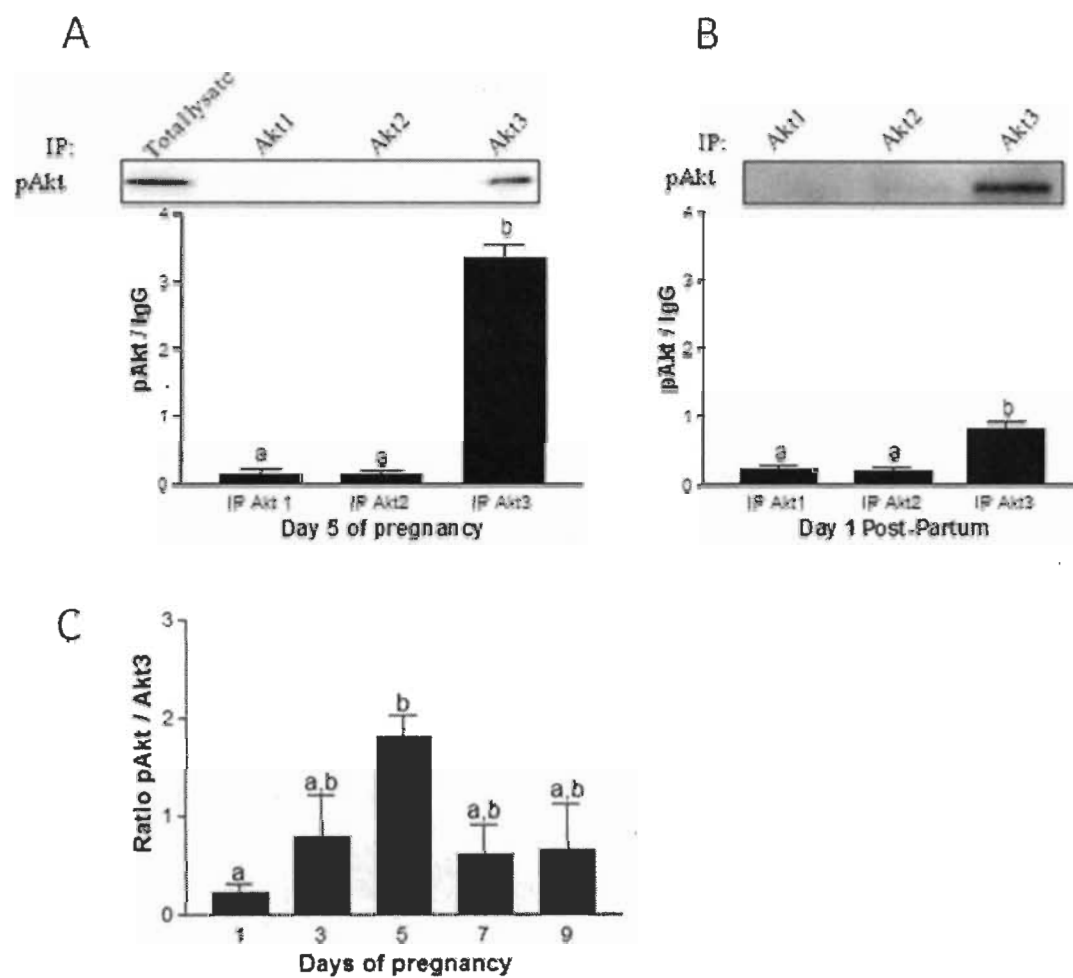 A
IP: Total lysate Akt1 Akt2 Akt3
pAkt
4
3
2
1
0
pAkt / IgG
a
a
b
IP Akt 1 IP Akt2 IP Akt3
Day 5 of pregnancy
B
IP: Akt1 Akt2 Akt3
pAkt
4
3
2
1
0
pAkt / IgG
a
a
b
IP Akt1 IP Akt2 IP Akt3
Day 1 Post-Partum
C
3
2
1
0
Ratio pAkt / Akt3
a
a,b
b
a,b
a,b
1 3 5 7 9
Days of pregnancy